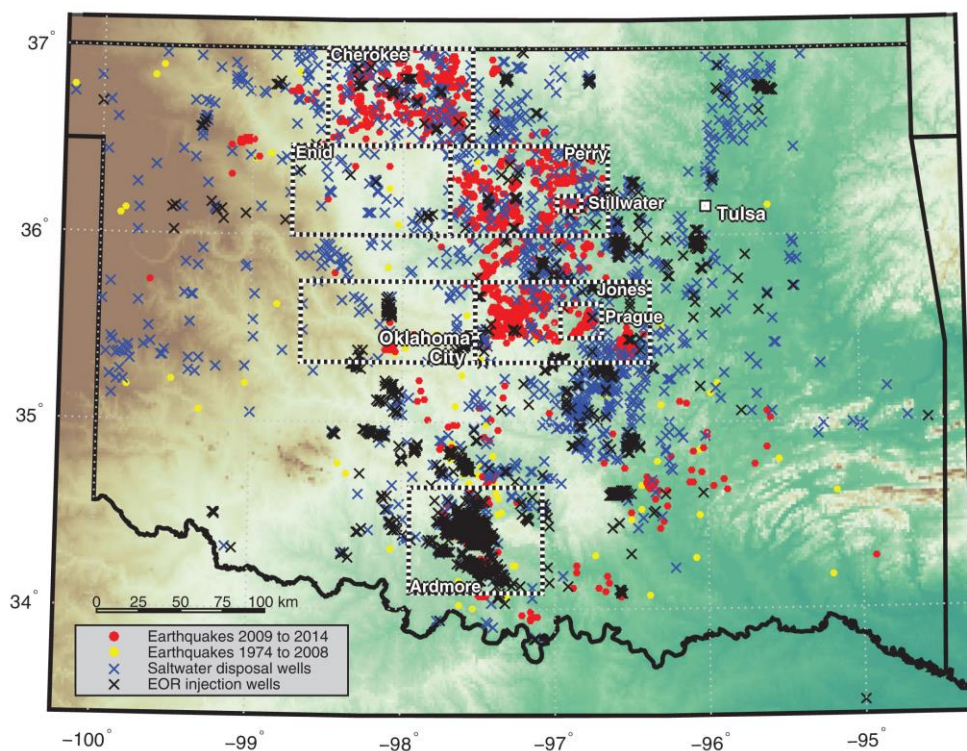 37°
36°
35°
34°
Cherokee
Enid
Perry
Stillwater
Tulsa
Jones
Prague
Oklahoma
City
Ardmore
0 25 50 75 100 km
Earthquakes 2009 to 2014
Earthquakes 1974 to 2008
Saltwater disposal wells
EOR injection wells
−100 −99 −98 −97 −96 −95°